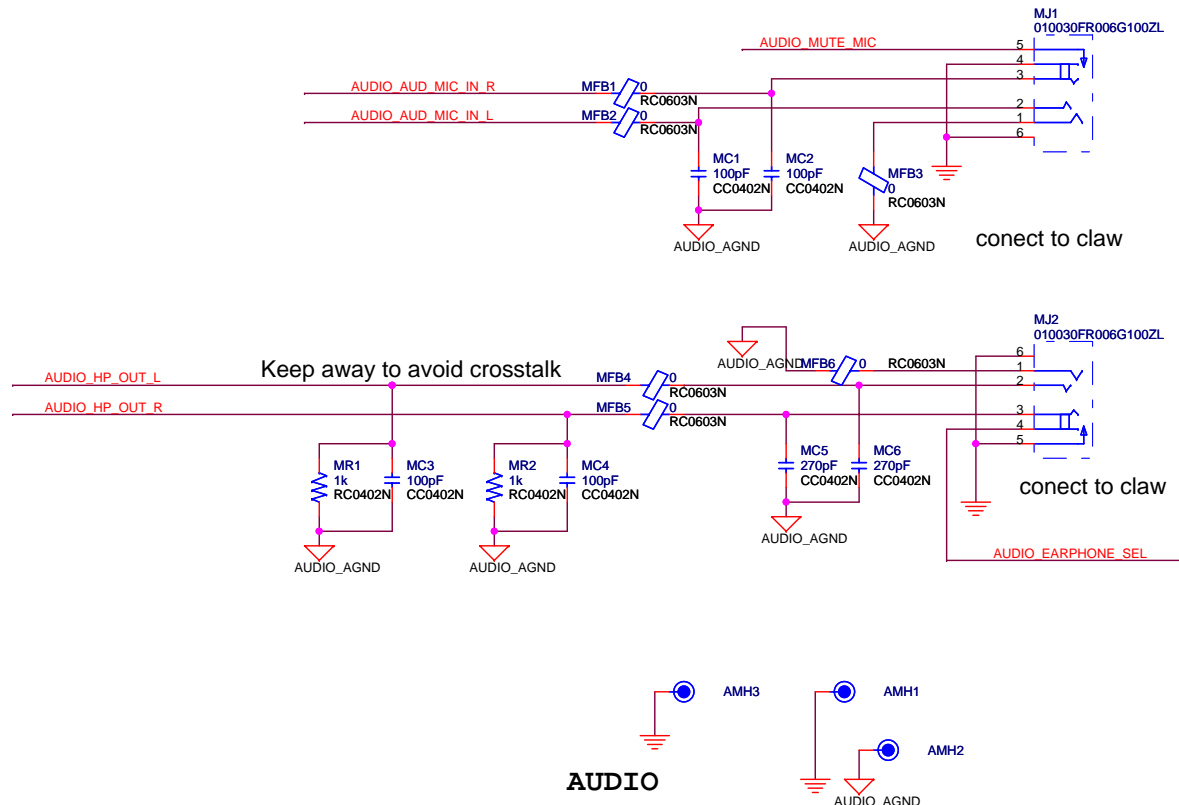 MJ1
010030FR006G100ZL
AUDIO_MUTE_MIC
5
4
3
AUDIO_AUD_MIC_IN_R
MFB1
0
RC0603N
AUDIO_AUD_MIC_IN_L
MFB2
0
RC0603N
2
1
6
MC1
100pF
CC0402N
MC2
100pF
CC0402N
MFB3
0
RC0603N
AUDIO_AGND
AUDIO_AGND
conect to claw
MJ2
010030FR006G100ZL
6
1
2
3
4
5
AUDIO_AGND
MFB6
0
RC0603N
Keep away to avoid crosstalk
AUDIO_HP_OUT_L
MFB4
0
RC0603N
AUDIO_HP_OUT_R
MFB5
0
RC0603N
MR1
1k
RC0402N
MC3
100pF
CC0402N
MR2
1k
RC0402N
MC4
100pF
CC0402N
MC5
270pF
CC0402N
MC6
270pF
CC0402N
conect to claw
AUDIO_AGND
AUDIO_AGND
AUDIO_AGND
AUDIO_EARPHONE_SEL
AMH3
AMH1
AMH2
AUDIO
AUDIO_AGND